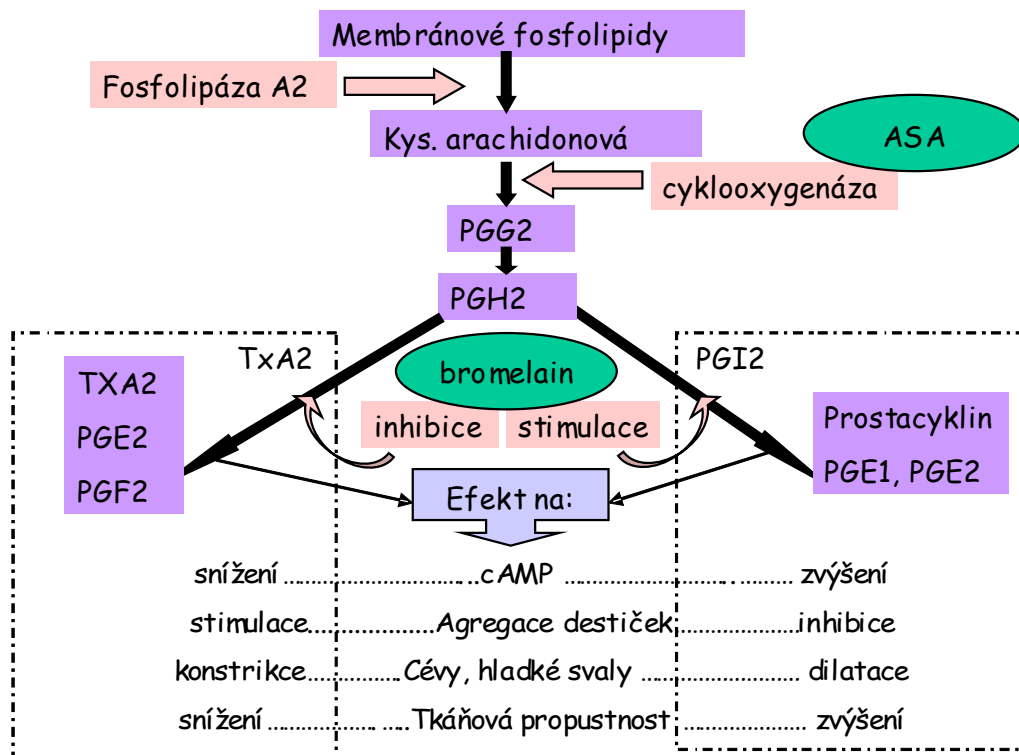 Membránové fosfolipidy
Fosfolipáza A2
Kys. arachidonová
ASA
cyklooxygenáza
PGG2
PGH2
TxA2
PGI2
bromelain
inhibice
stimulace
TXA2
PGE2
PGF2
Prostacyklin
PGE1, PGE2
Efekt na:
snížení ........................................cAMP ................................. zvýšení
stimulace.......................Agregace destiček......................inhibice
konstrikce................Cévy, hladké svaly ............................ dilatace
snížení ................... .....Tkáňová propustnost ..................... zvýšení